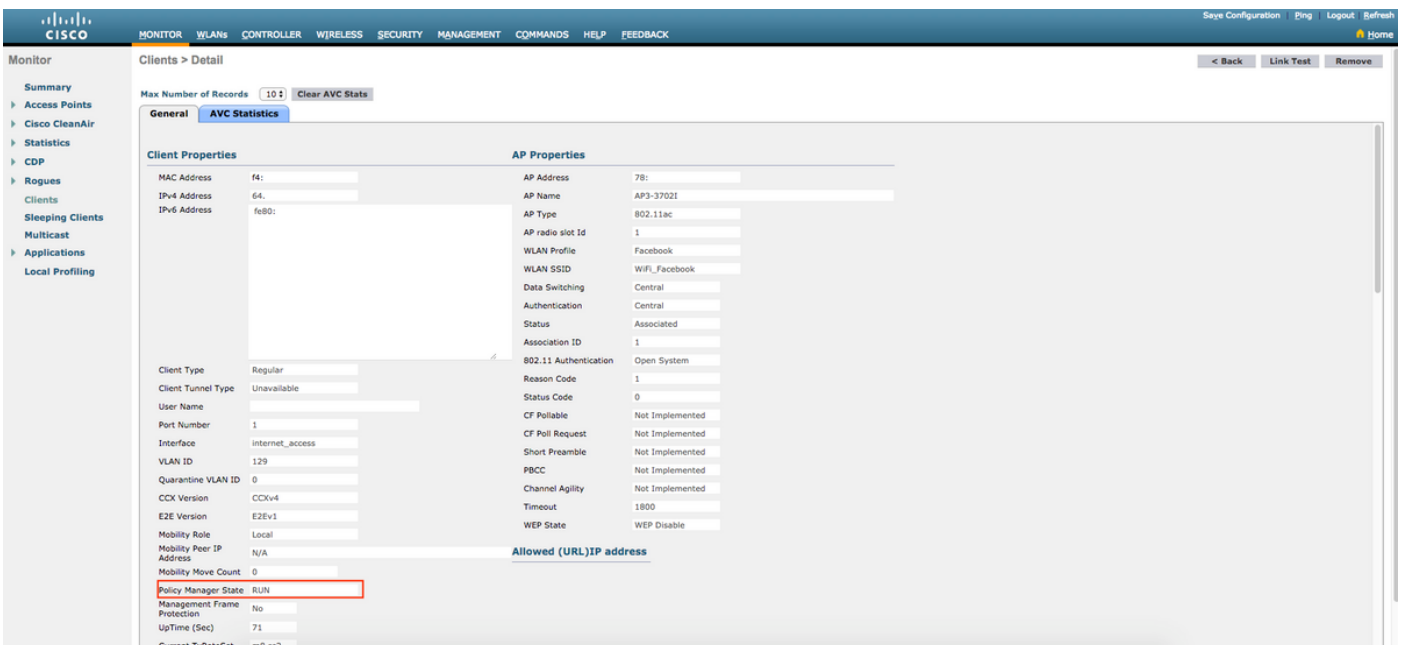 Save Configuration Ping Logout Refresh
CISCO MONITOR WLANs CONTROLLER WIRELESS SECURITY MANAGEMENT COMMANDS HELP FEEDBACK Home
Monitor
Summary
Access Points
Cisco CleanAir
Statistics
CDP
Rogues
Clients
Sleeping Clients
Multicast
Applications
Local Profiling
Clients > Detail
< Back Link Test Remove
Max Number of Records 10 Clear AVC Stats
General AVC Statistics
Client Properties
MAC Address f4:
IPv4 Address 64.
IPv6 Address fe80:
Client Type Regular
Client Tunnel Type Unavailable
User Name
Port Number 1
Interface internet_access
VLAN ID 129
Quarantine VLAN ID 0
CCX Version CCXv4
E2E Version E2Ev1
Mobility Role Local
Mobility Peer IP
Address N/A
Mobility Move Count 0
Policy Manager State RUN
Management Frame
Protection No
UpTime (Sec) 71
AP Properties
AP Address 78:
AP Name AP3-3702I
AP Type 802.11ac
AP radio slot Id 1
WLAN Profile Facebook
WLAN SSID WiFi_Facebook
Data Switching Central
Authentication Central
Status Associated
Association ID 1
802.11 Authentication Open System
Reason Code 1
Status Code 0
CF Pollable Not Implemented
CF Poll Request Not Implemented
Short Preamble Not Implemented
PBCC Not Implemented
Channel Agility Not Implemented
Timeout 1800
WEP State WEP Disable
Allowed (URL)IP address